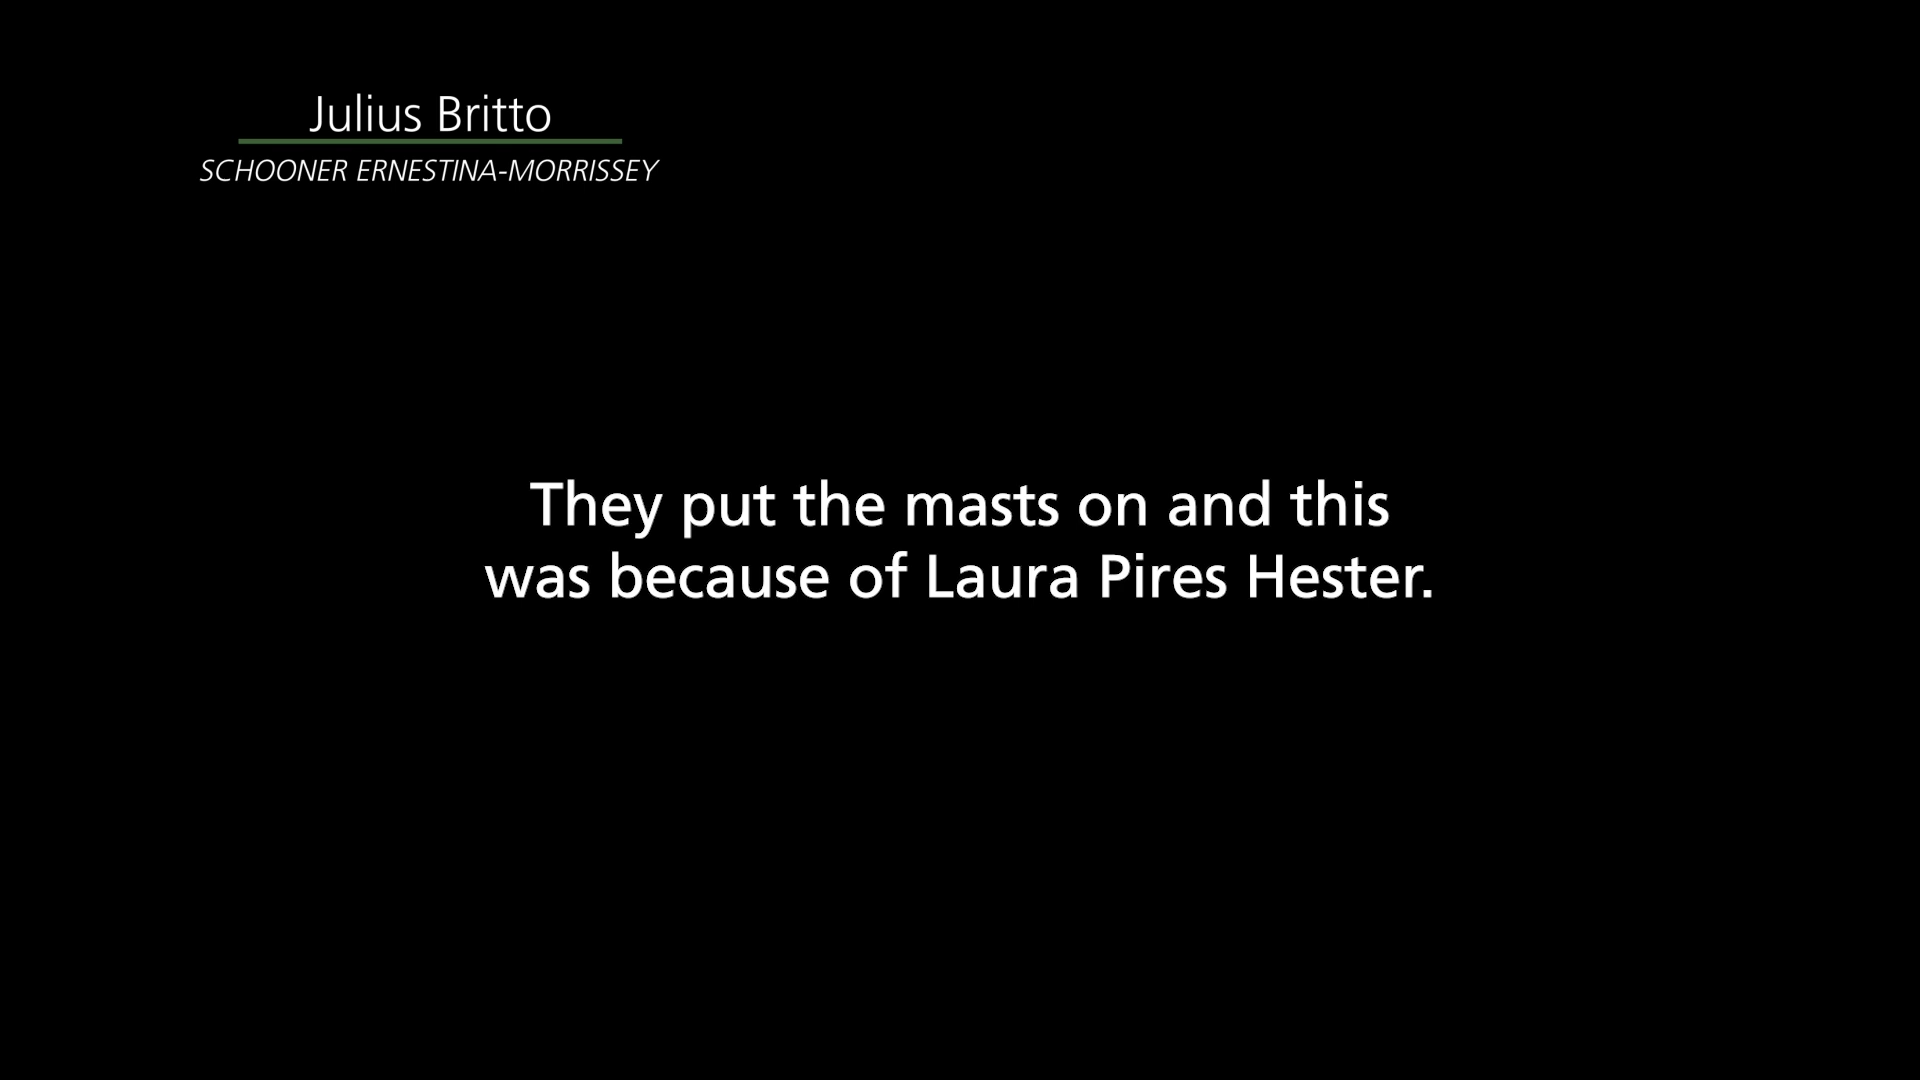 Julius Britto
SCHOONER ERNESTINA-MORRISSEY
They put the masts on and this
was because of Laura Pires Hester.